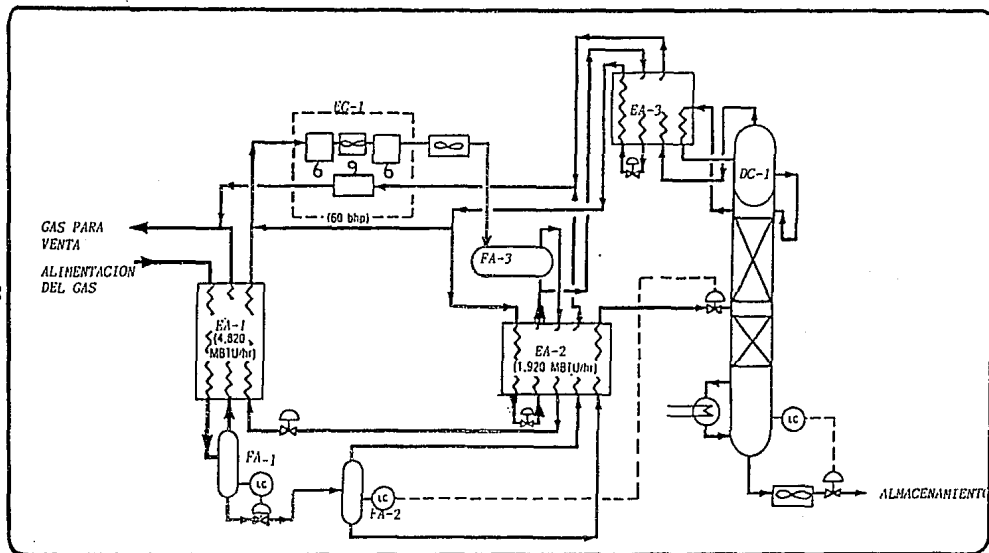 EC-1
6
9
6
(60 bhp)
EA-3
DC-1
GAS PARA
VENTA
ALIMENTACION
DEL GAS
FA-3
EA-1
(4,820
MBTU/hr)
EA-2
(1,920 MBTU/hr)
FA-1
LC
LC
FA-2
LC
ALMACENAMIENTO